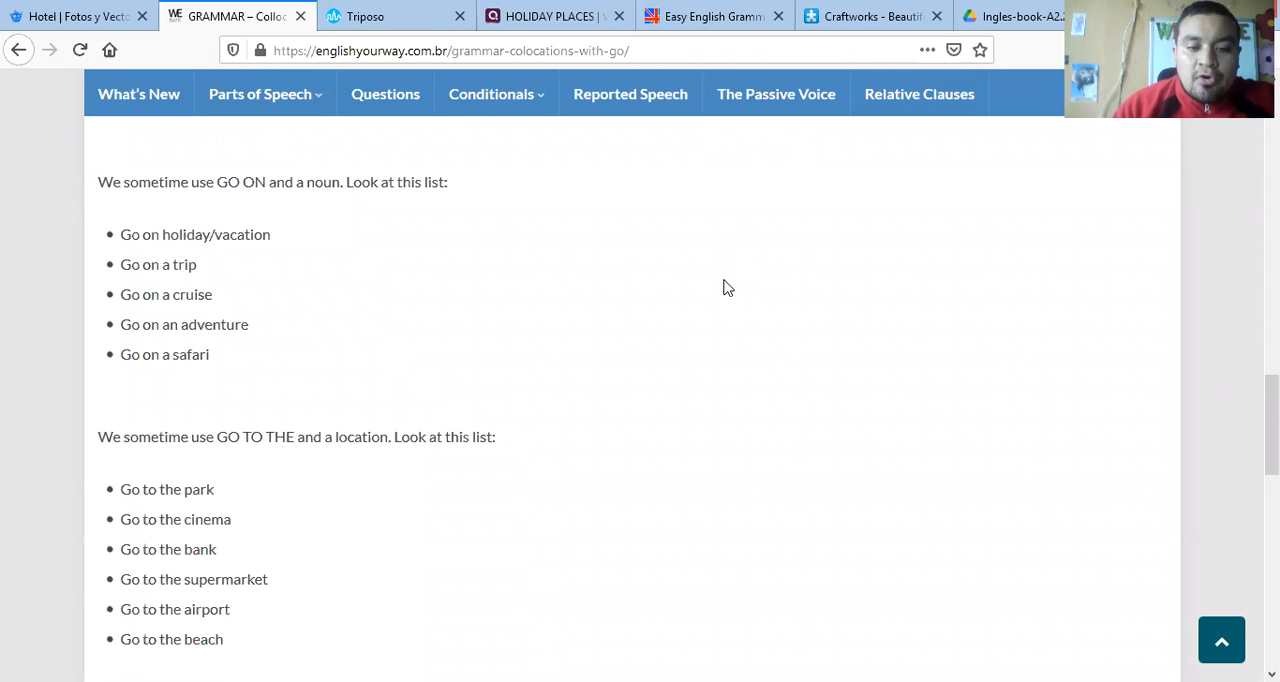 Hotel | Fotos y Vecto
GRAMMAR – Colloc
Triposo
HOLIDAY PLACES |
Easy English Gramm
Craftworks - Beautif
Ingles-book-A2.2
https://englishyourway.com.br/grammar-colocations-with-go/
What's New
Parts of Speech
Questions
Conditionals
Reported Speech
The Passive Voice
Relative Clauses
We sometime use GO ON and a noun. Look at this list:
Go on holiday/vacation
Go on a trip
Go on a cruise
Go on an adventure
Go on a safari
We sometime use GO TO THE and a location. Look at this list:
Go to the park
Go to the cinema
Go to the bank
Go to the supermarket
Go to the airport
Go to the beach